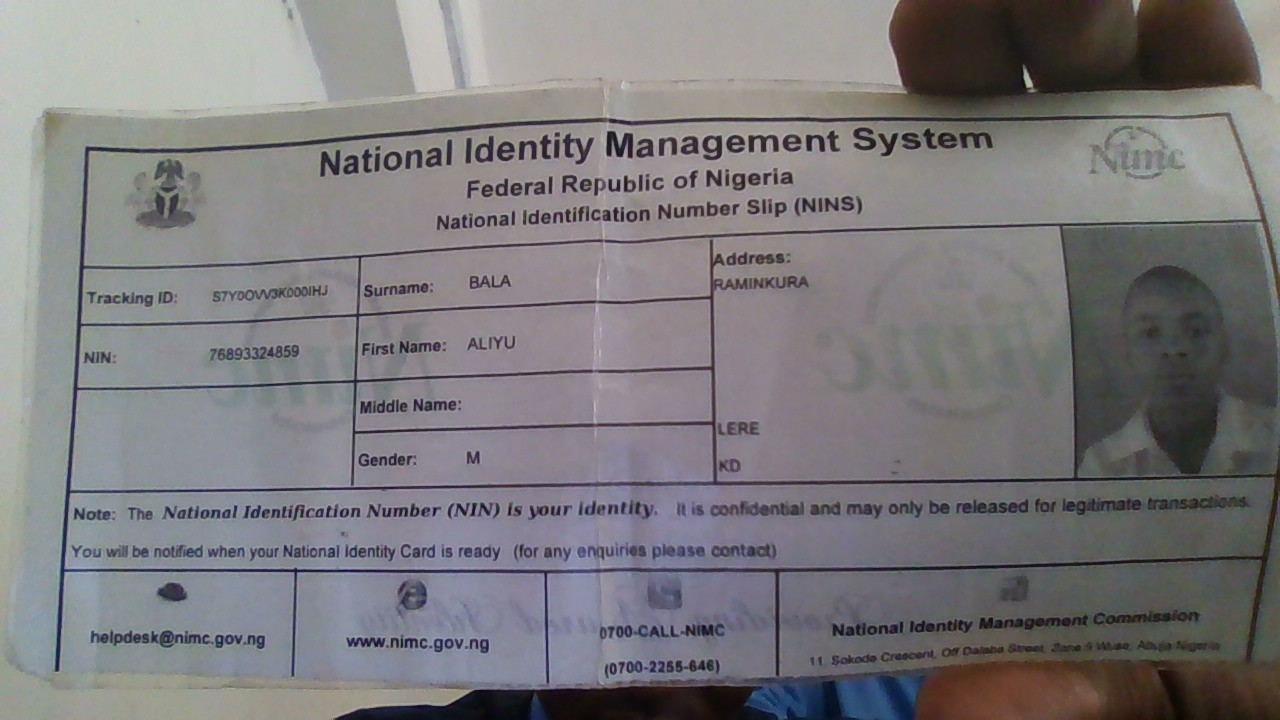 National Identity Management System
Federal Republic of Nigeria
National Identification Number Slip (NINS)
Nimc
Tracking ID: S7Y0OVV3K000IHJ
Surname: BALA
Address:
RAMINKURA
NIN: 76893324859
First Name: ALIYU
Middle Name:
LERE
Gender: M
KD
Note: The National Identification Number (NIN) is your identity. It is confidential and may only be released for legitimate transactions.
You will be notified when your National Identity Card is ready (for any enquiries please contact)
helpdesk@nimc.gov.ng
www.nimc.gov.ng
0700-CALL-NIMC
(0700-2255-646)
National Identity Management Commission
11, Sokode Crescent, Off Dalaba Street, Zone 5 Wuse, Abuja Nigeria